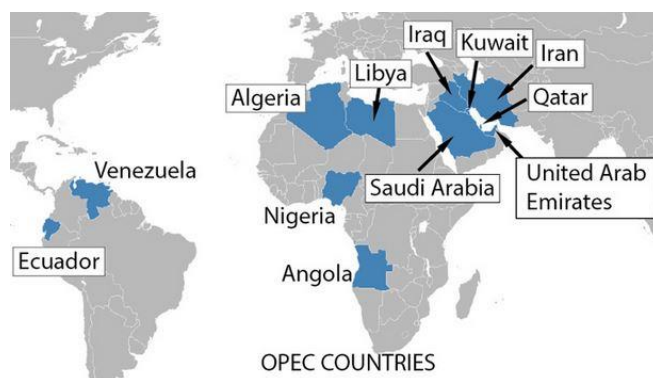 Iraq
Kuwait
Iran
Libya
Algeria
Qatar
Venezuela
Saudi Arabia
United Arab
Emirates
Nigeria
Ecuador
Angola
OPEC COUNTRIES